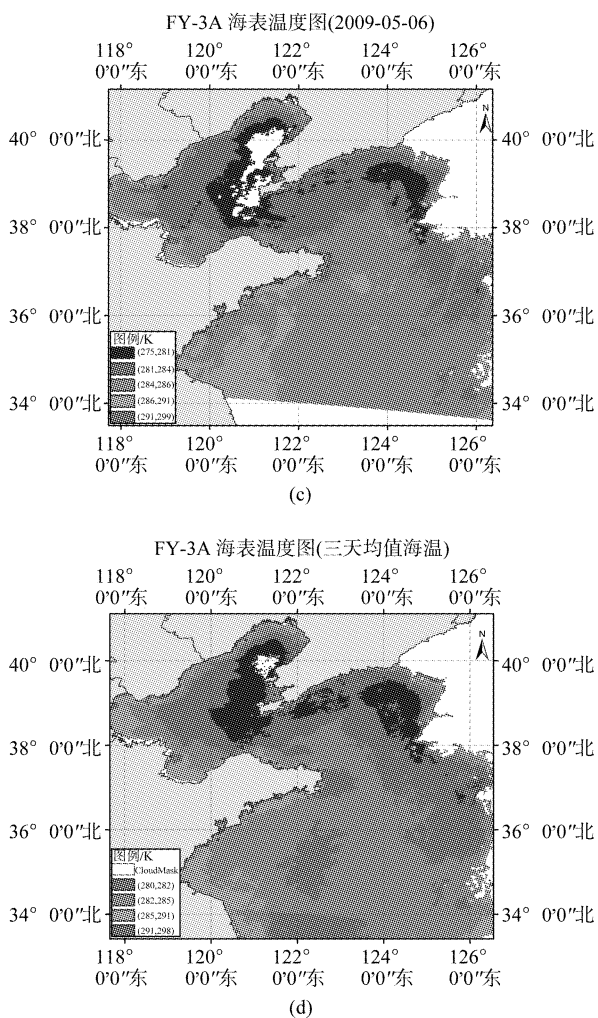 FY-3A 海表温度图(2009-05-06)
118° 120° 122° 124° 126°
0′0″东 0′0″东 0′0″东 0′0″东 0′0″东
N
40° 0′0″北 40° 0′0″北
38° 0′0″北 38° 0′0″北
36° 0′0″北 36° 0′0″北
图例/K
(275,281)
(281,284)
(284,286)
(286,291)
(291,299)
34° 0′0″北 34° 0′0″北
118° 120° 122° 124° 126°
0′0″东 0′0″东 0′0″东 0′0″东 0′0″东
(c)
FY-3A 海表温度图(三天均值海温)
118° 120° 122° 124° 126°
0′0″东 0′0″东 0′0″东 0′0″东 0′0″东
N
40° 0′0″北 40° 0′0″北
38° 0′0″北 38° 0′0″北
36° 0′0″北 36° 0′0″北
图例/K
CloudMask
(280,282)
(282,285)
(285,291)
(291,298)
34° 0′0″北 34° 0′0″北
118° 120° 122° 124° 126°
0′0″东 0′0″东 0′0″东 0′0″东 0′0″东
(d)